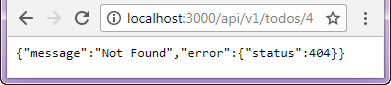 localhost:3000/api/v1/todos/4
{"message":"Not Found","error":{"status":404}}